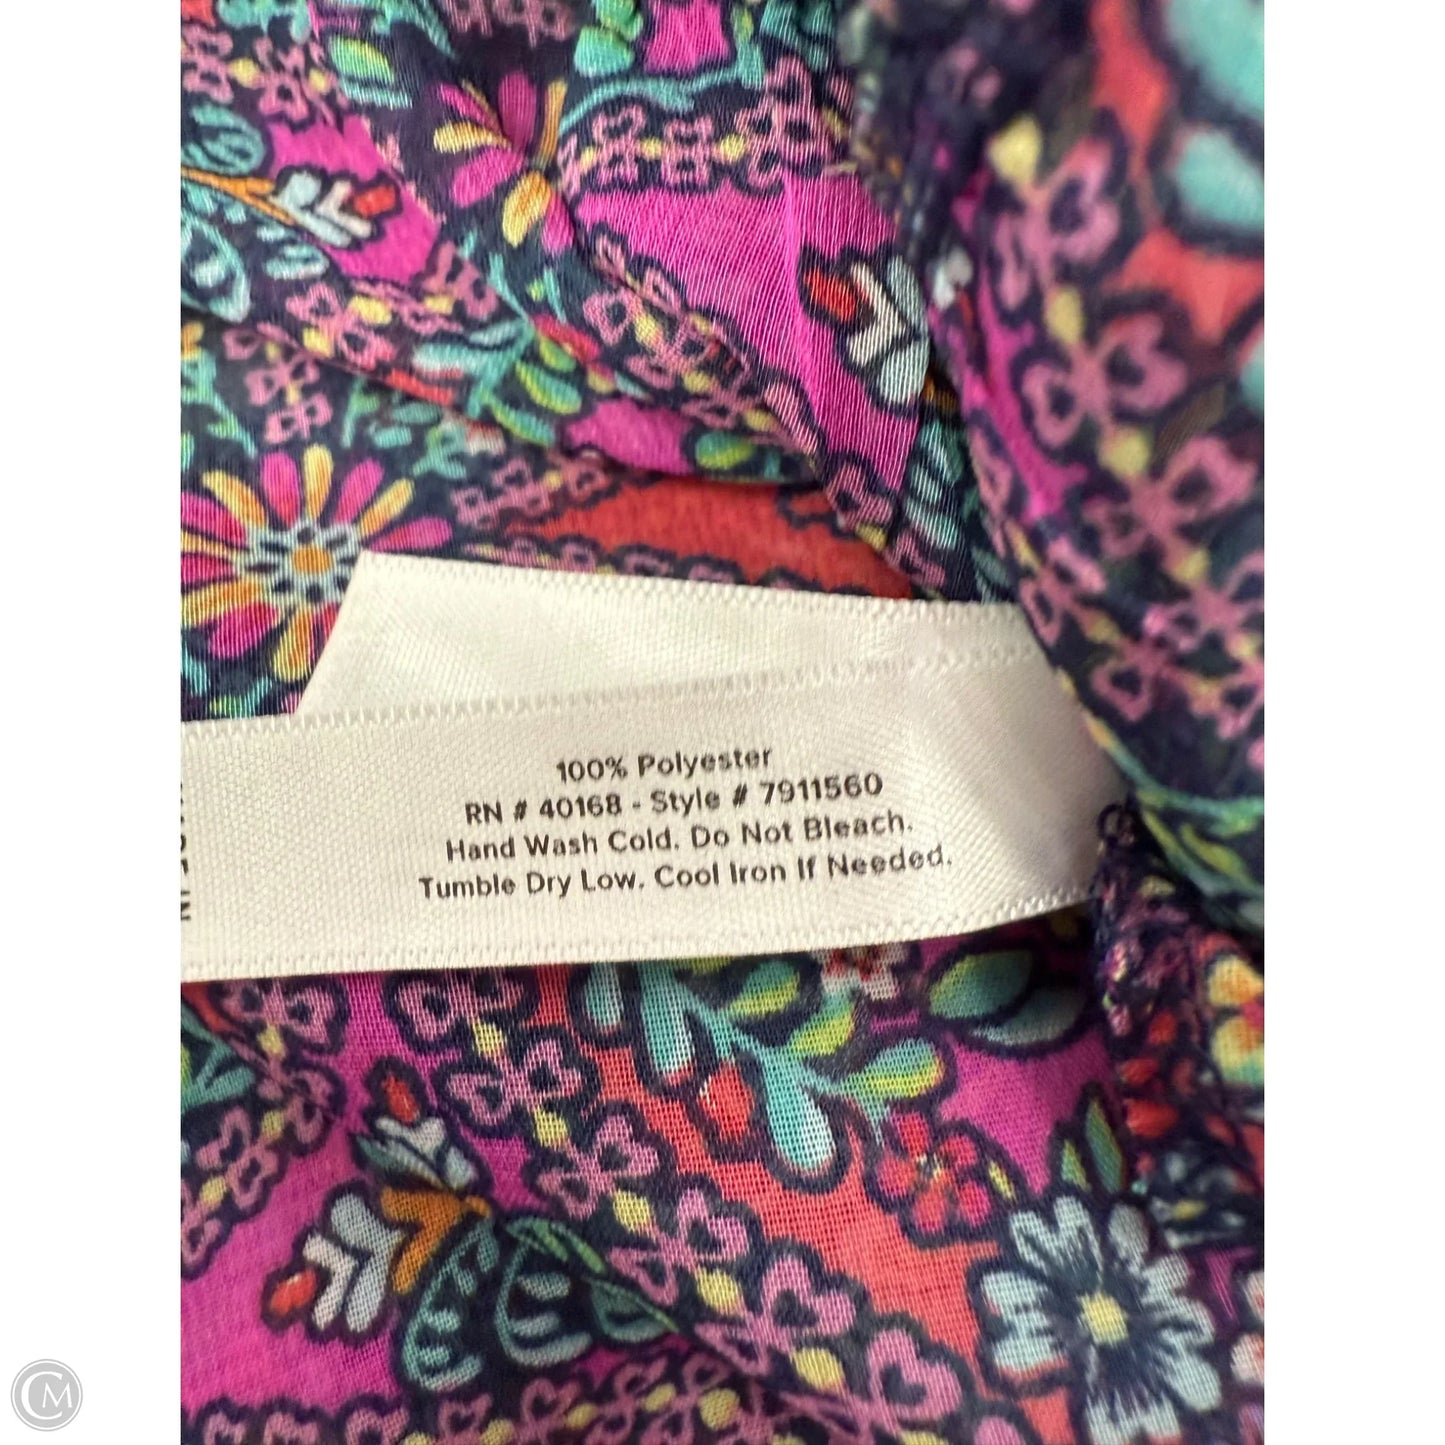 100% Polyester
RN # 40168 - Style # 7911560
Hand Wash Cold. Do Not Bleach.
Tumble Dry Low. Cool Iron If Needed.
CM